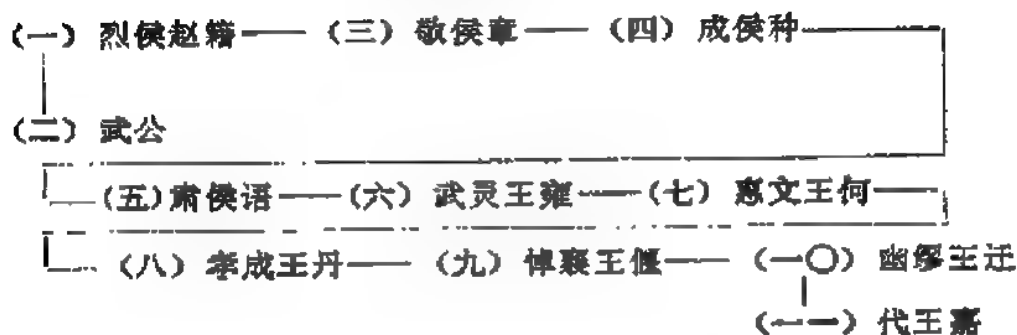 (一) 烈侯赵籍——(三) 敬侯章——(四) 成侯种
(二) 武公
(五)肃侯语——(六) 武灵王雍——(七) 惠文王何
(八) 孝成王丹——(九) 悼襄王偃——(一〇) 幽缪王迁
(一一) 代王嘉